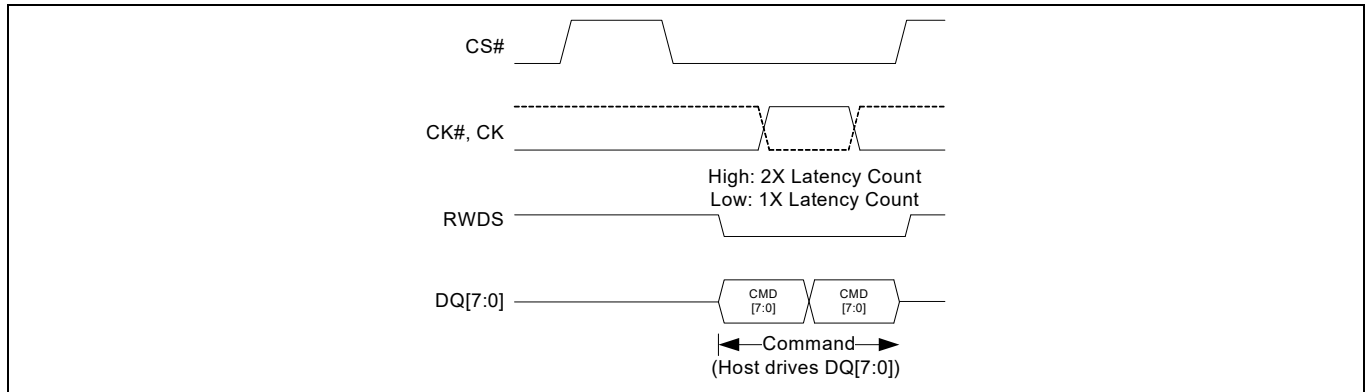 CS#
CK#, CK
High: 2X Latency Count
Low: 1X Latency Count
RWDS
DQ[7:0]
CMD
[7:0]
CMD
[7:0]
Command
(Host drives DQ[7:0])